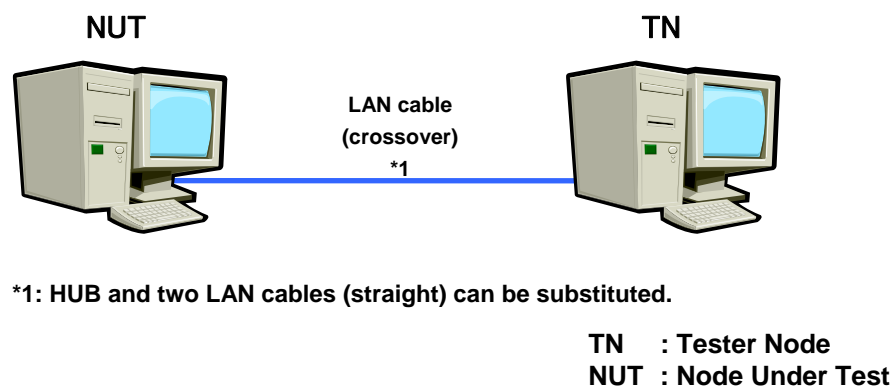 NUT
TN
LAN cable
(crossover)
*1
*1: HUB and two LAN cables (straight) can be substituted.
TN : Tester Node
NUT : Node Under Test